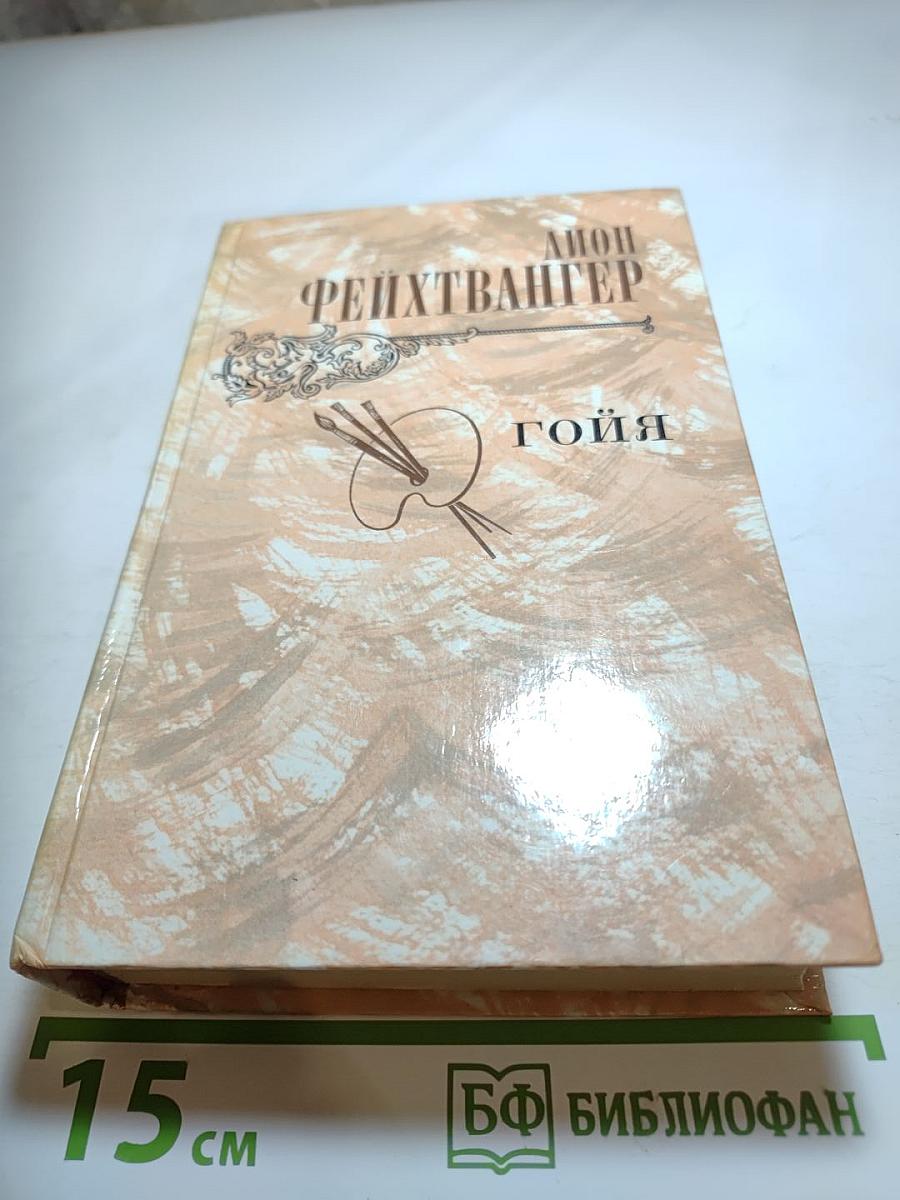 ЛИОН
ФЕЙХТВАНГЕР
ГОЙЯ
15 см
БФ БИБЛИОФАН